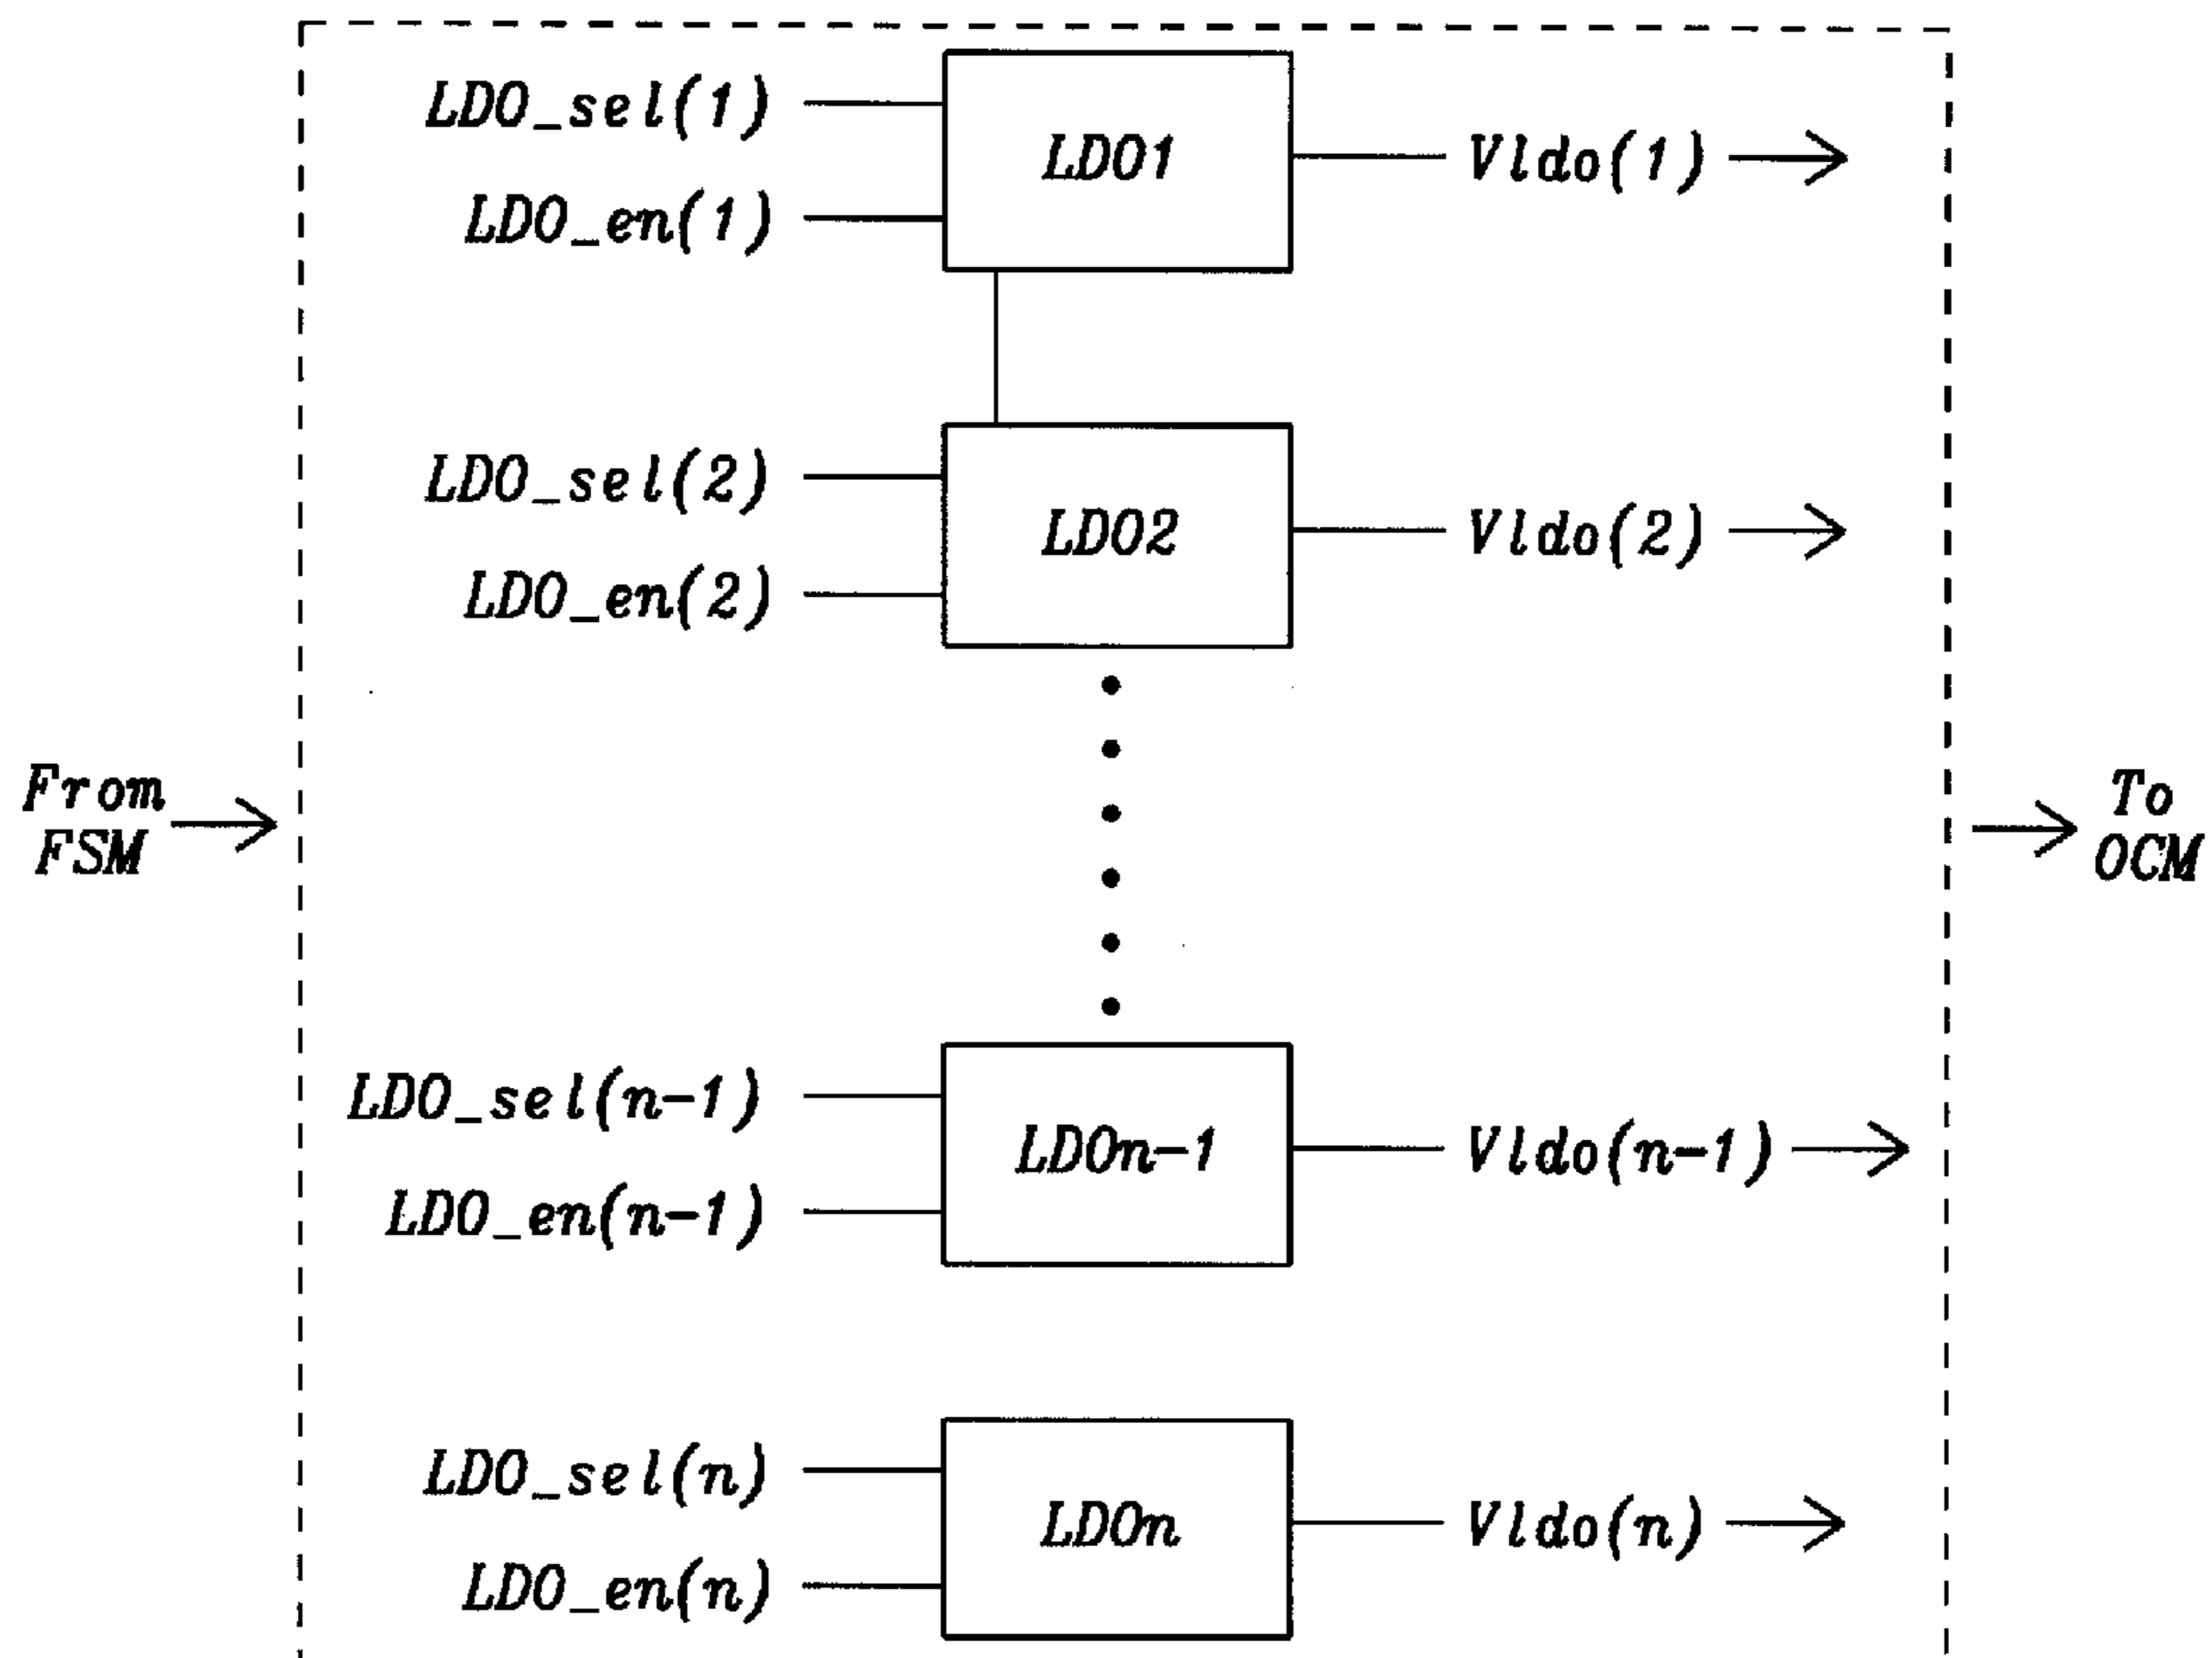 LDO_sel(1)
LDO1
Vldo(1)
LDO_en(1)
LDO_sel(2)
LDO2
Vldo(2)
LDO_en(2)
From
FSM
To
OCM
LDO_sel(n-1)
LDOn-1
Vldo(n-1)
LDO_en(n-1)
LDO_sel(n)
LDOn
Vldo(n)
LDO_en(n)